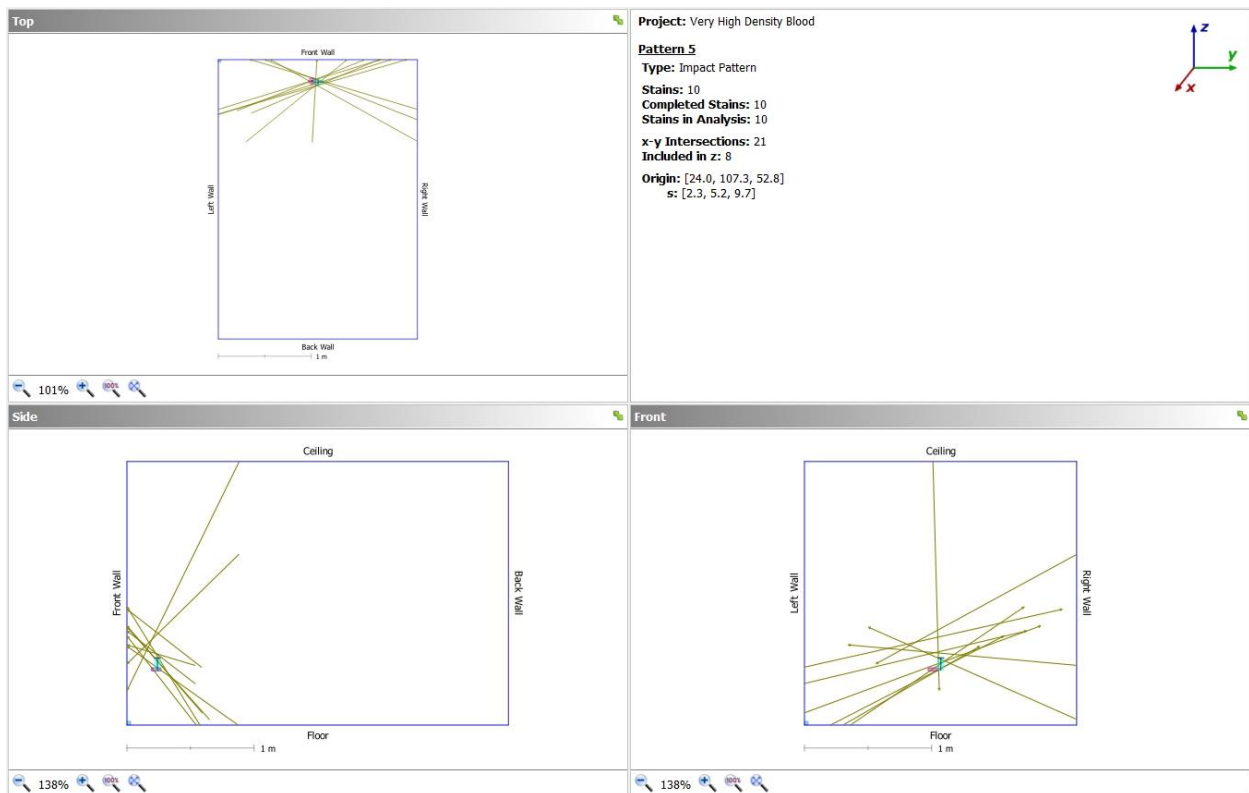 Top
Front Wall
Left Wall
Right Wall
Back Wall
1 m
101%
100%
Project: Very High Density Blood
Pattern 5
Type: Impact Pattern
Stains: 10
Completed Stains: 10
Stains in Analysis: 10
x-y Intersections: 21
Included in z: 8
Origin: [24.0, 107.3, 52.8]
s: [2.3, 5.2, 9.7]
z
y
x
Side
Ceiling
Front Wall
Back Wall
Floor
1 m
138%
100%
Front
Ceiling
Left Wall
Right Wall
Floor
1 m
138%
100%